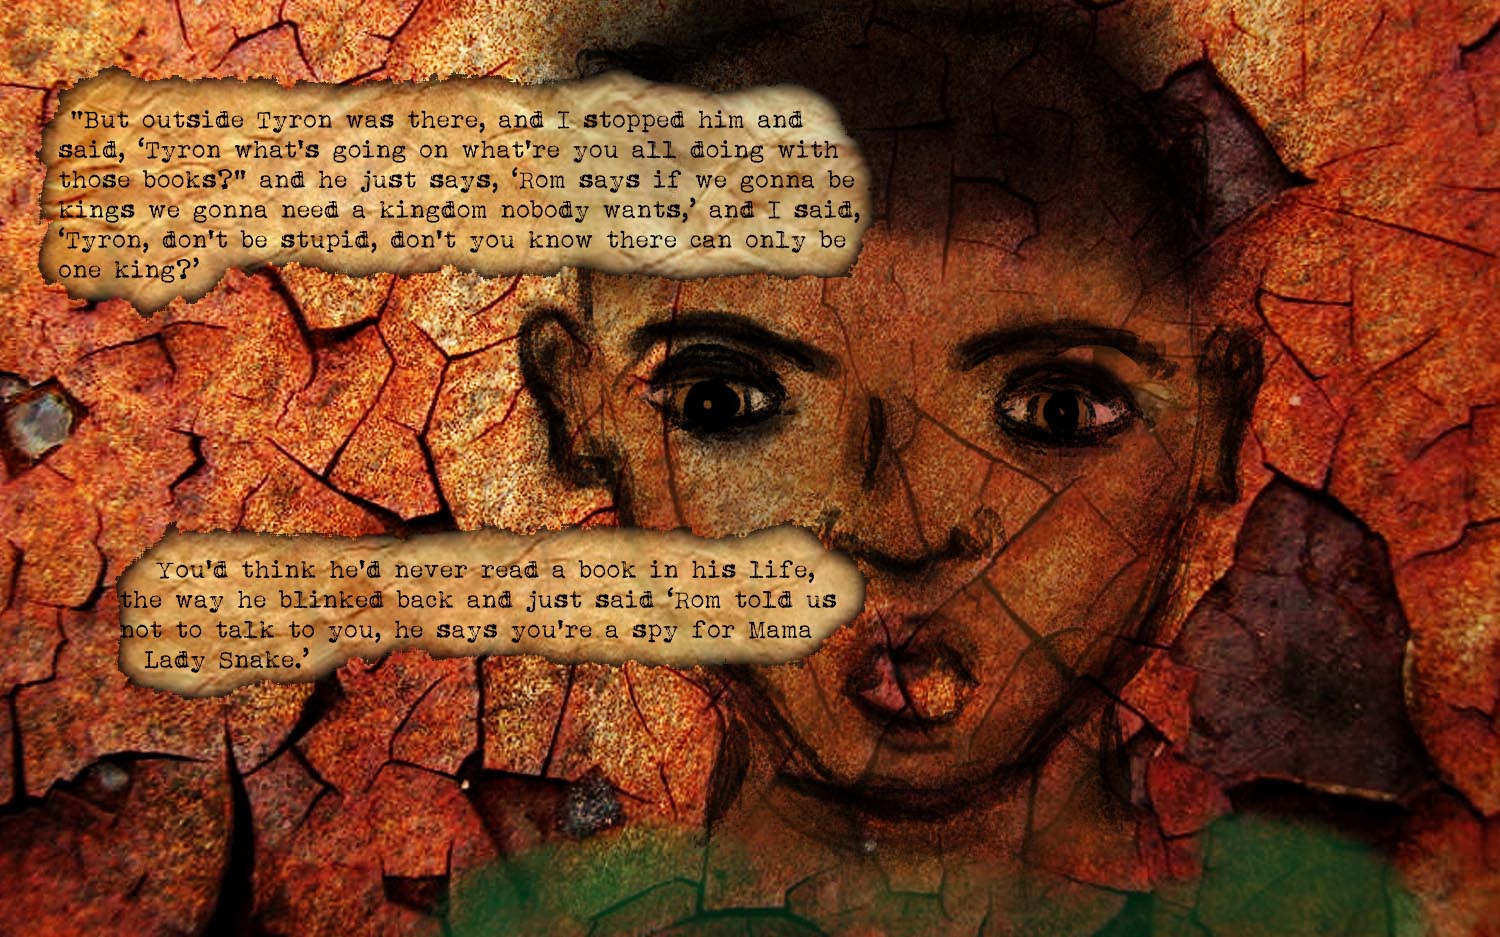 "But outside Tyron was there, and I stopped him and
said, ‘Tyron what's going on what're you all doing with
those books?" and he just says, ‘Rom says if we gonna be
kings we gonna need a kingdom nobody wants,’ and I said,
‘Tyron, don't be stupid, don't you know there can only be
one king?’
You'd think he'd never read a book in his life,
the way he blinked back and just said ‘Rom told us
not to talk to you, he says you're a spy for Mama
Lady Snake.’